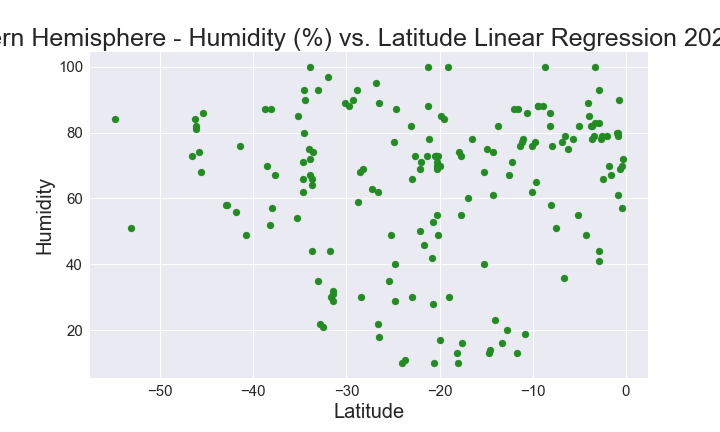 ern Hemisphere - Humidity (%) vs. Latitude Linear Regression 202
100
80
60
40
20
Humidity
−50 −40 −30 −20 −10 0
Latitude